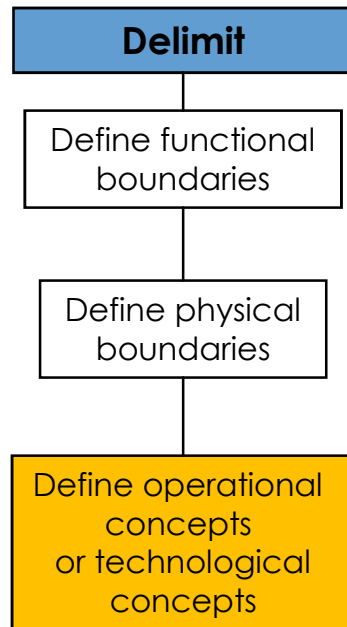 Delimit
Define functional
boundaries
Define physical
boundaries
Define operational
concepts
or technological
concepts